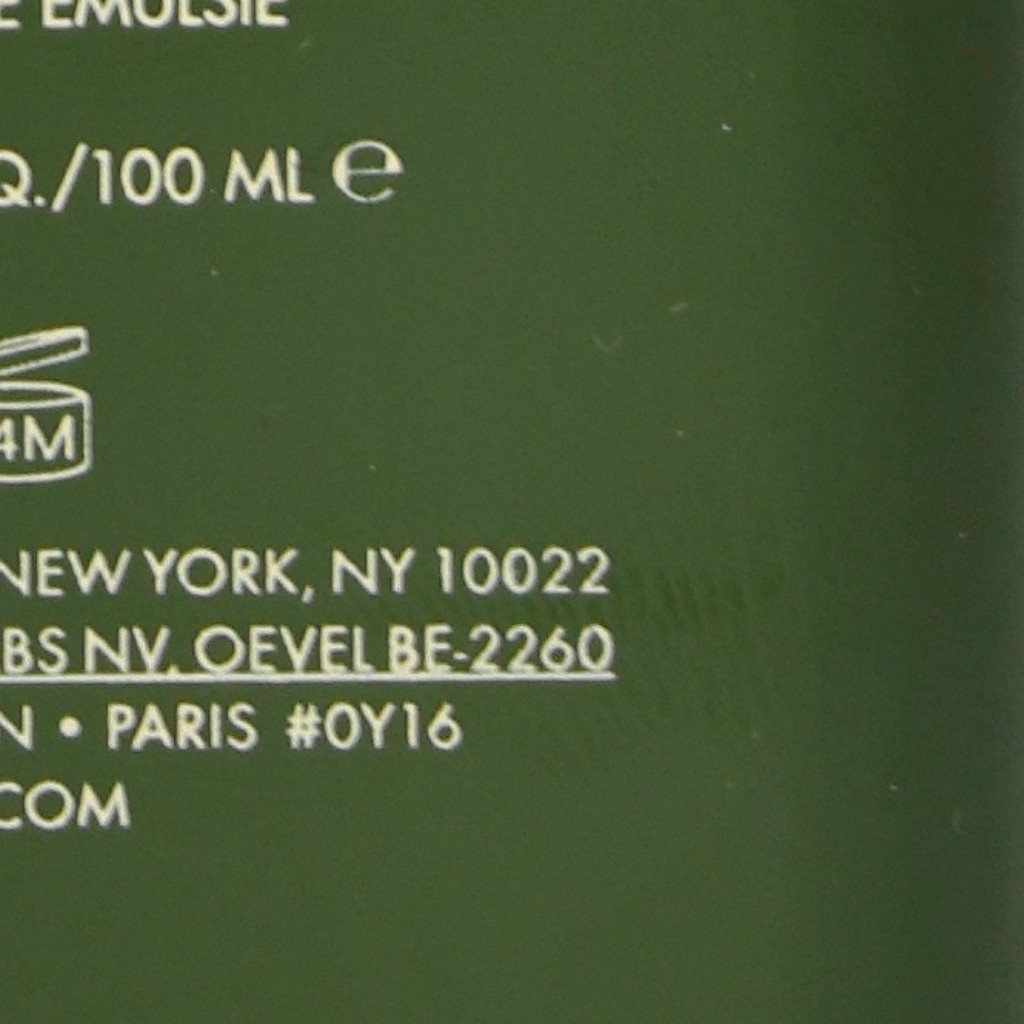 E EMULSIE
Q./100 ML ℮
4M
NEW YORK, NY 10022
BS NV. OEVEL BE-2260
N • PARIS #0Y16
COM